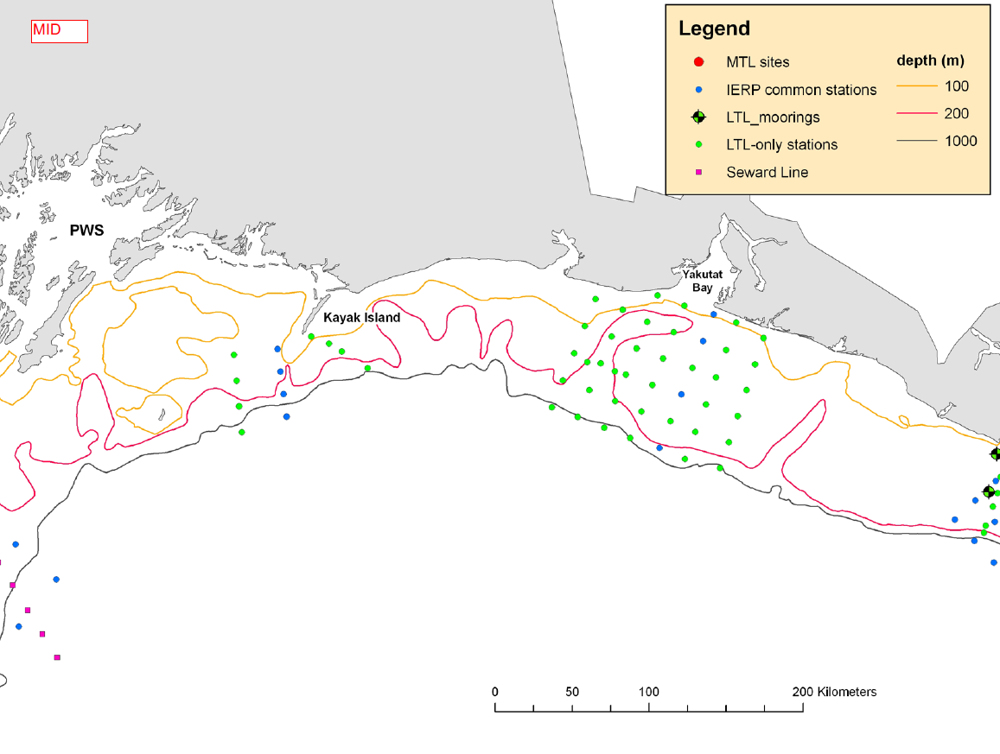 MID
Legend
MTL sites
IERP common stations
LTL_moorings
LTL-only stations
Seward Line
depth (m)
100
200
1000
PWS
Yakutat
Bay
Kayak Island
0 50 100 200 Kilometers